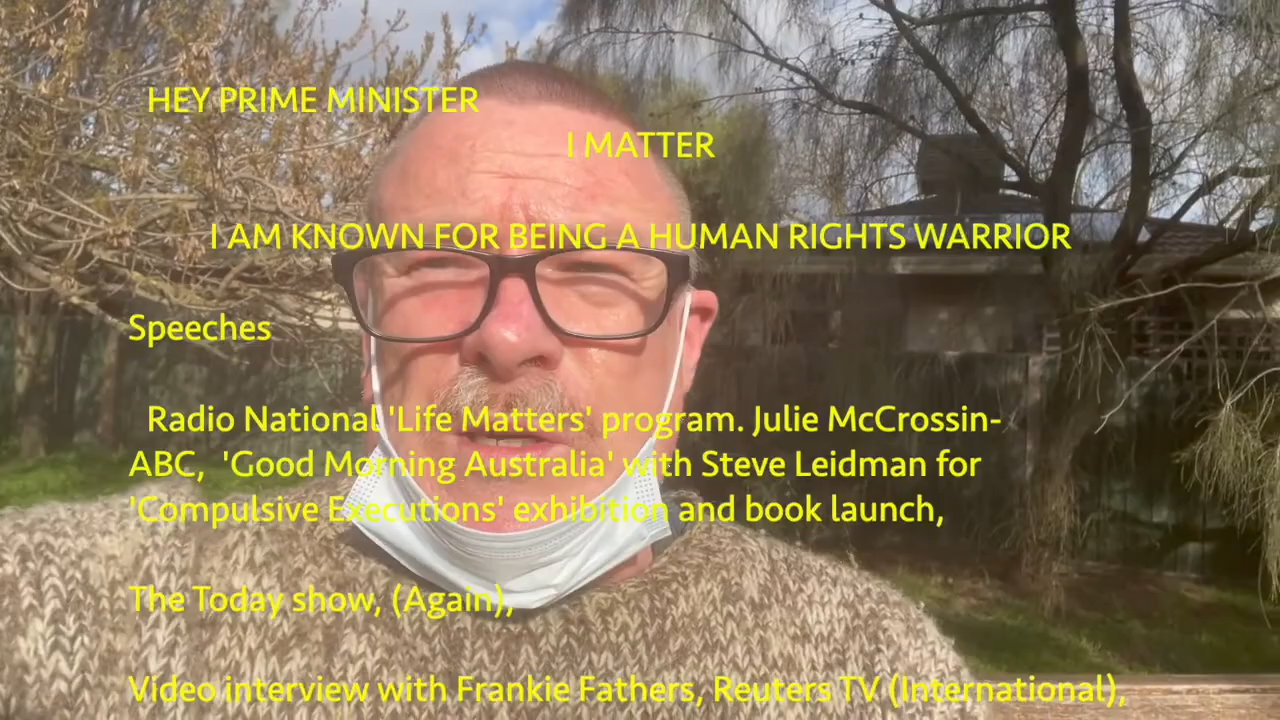 HEY PRIME MINISTER
I MATTER
I AM KNOWN FOR BEING A HUMAN RIGHTS WARRIOR
Speeches
Radio National 'Life Matters' program. Julie McCrossin-
ABC,  'Good Morning Australia' with Steve Leidman for
'Compulsive Executions' exhibition and book launch,
The Today show, (Again),
Video interview with Frankie Fathers, Reuters TV (International),